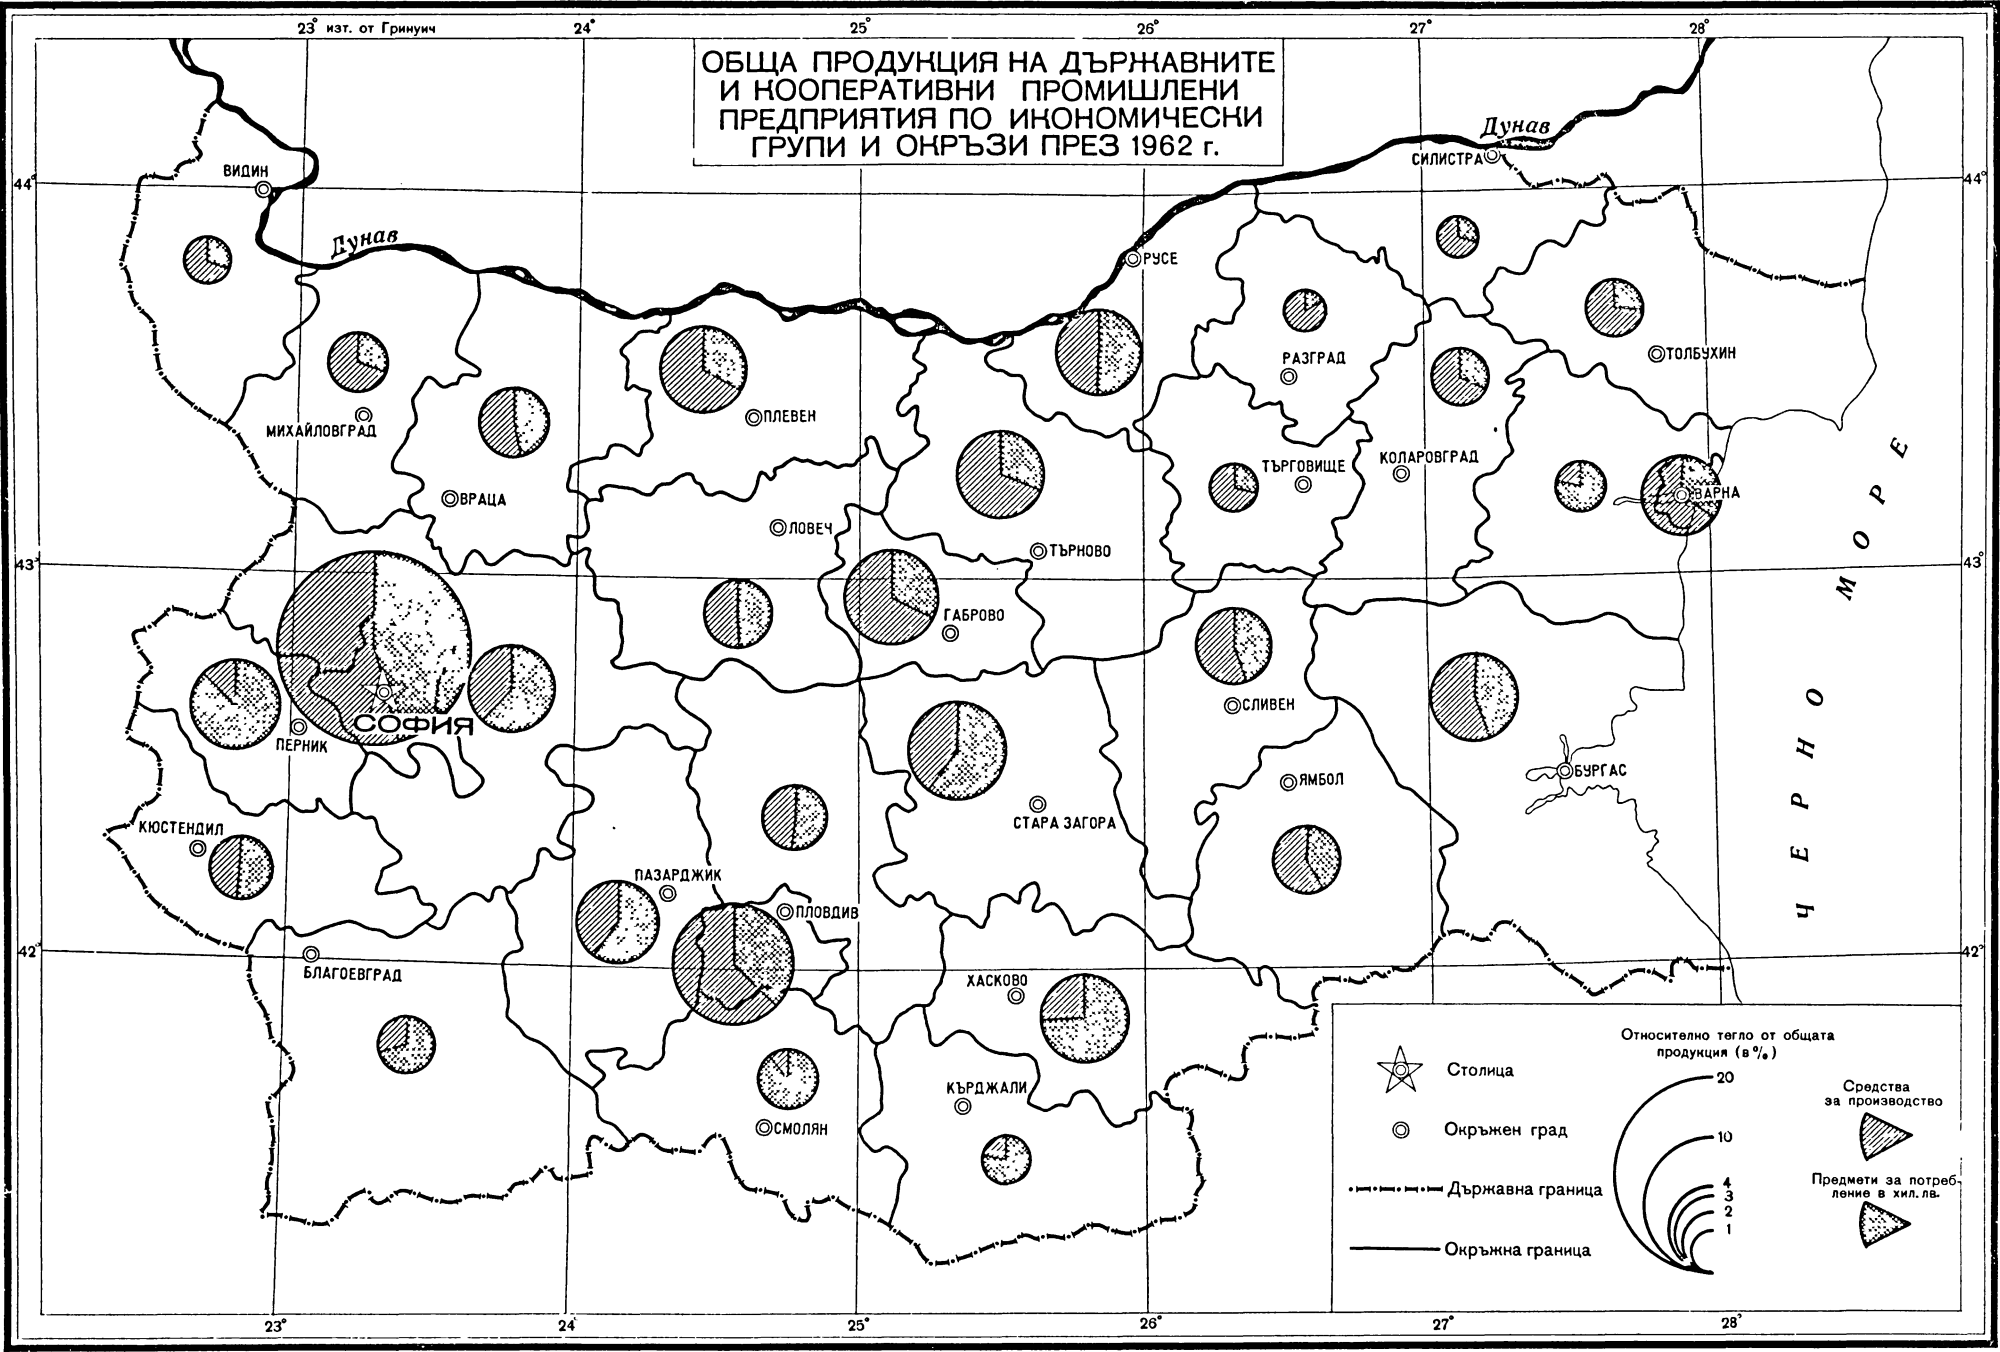 23° изт. от Гринуич
24°
25°
26°
27°
28°
ОБЩА ПРОДУКЦИЯ НА ДЪРЖАВНИТЕ
И КООПЕРАТИВНИ ПРОМИШЛЕНИ
ПРЕДПРИЯТИЯ ПО ИКОНОМИЧЕСКИ
ГРУПИ И ОКРЪЗИ ПРЕЗ 1962 г.
Дунав
СИЛИСТРА
ВИДИН
44°
44°
Дунав
РУСЕ
РАЗГРАД
ТОЛБУХИН
МИХАЙЛОВГРАД
ПЛЕВЕН
ВРАЦА
ТЪРГОВИЩЕ
КОЛАРОВГРАД
ВАРНА
ЛОВЕЧ
ТЪРНОВО
43°
43°
ГАБРОВО
ЧЕРНО МОРЕ
СОФИЯ
ПЕРНИК
СЛИВЕН
ЯМБОЛ
БУРГАС
КЮСТЕНДИЛ
СТАРА ЗАГОРА
ПАЗАРДЖИК
ПЛОВДИВ
42°
42°
БЛАГОЕВГРАД
ХАСКОВО
КЪРДЖАЛИ
СМОЛЯН
Столица
Окръжен град
Държавна граница
Окръжна граница
Относително тегло от общата
продукция (в %)
20
10
4
3
2
1
Средства
за производство
Предмети за потреб-
ление в хил. лв.
23°
24°
25°
26°
27°
28°